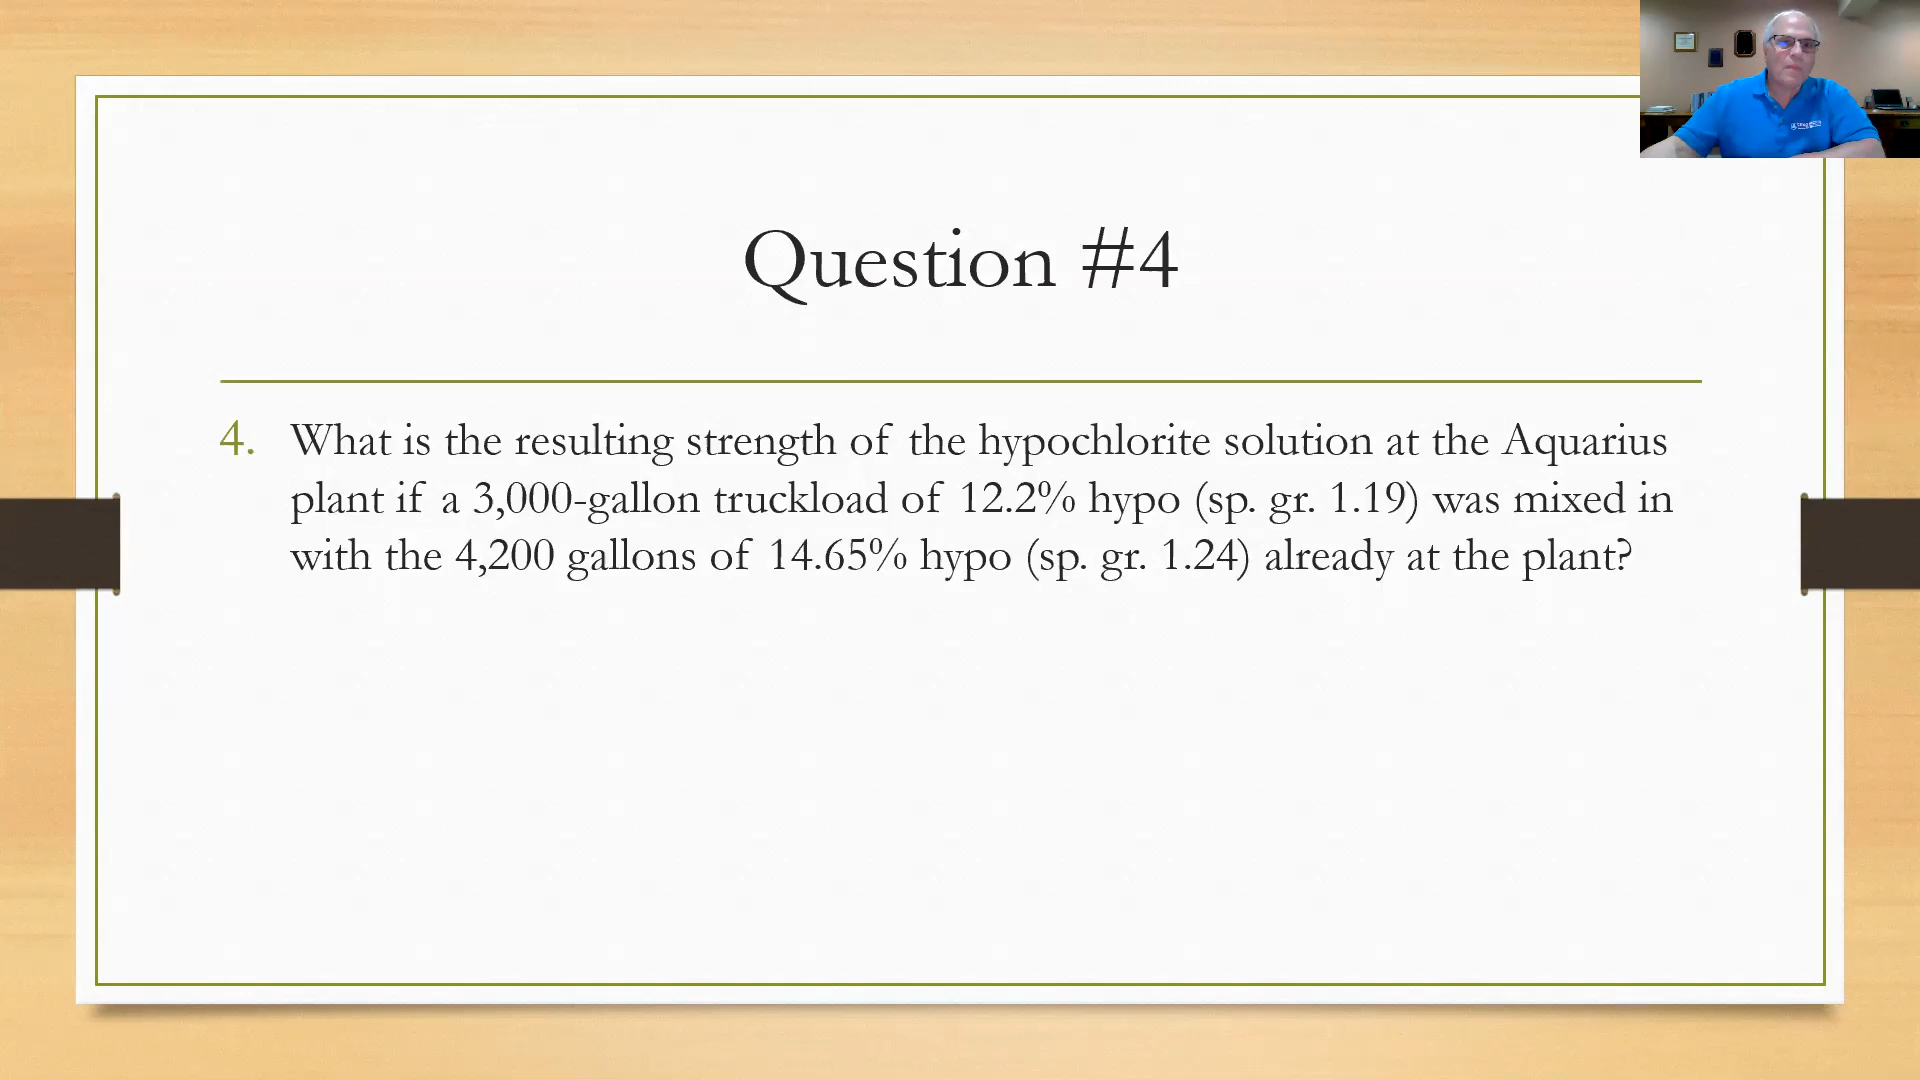 Question #4
4. What is the resulting strength of the hypochlorite solution at the Aquarius
plant if a 3,000-gallon truckload of 12.2% hypo (sp. gr. 1.19) was mixed in
with the 4,200 gallons of 14.65% hypo (sp. gr. 1.24) already at the plant?